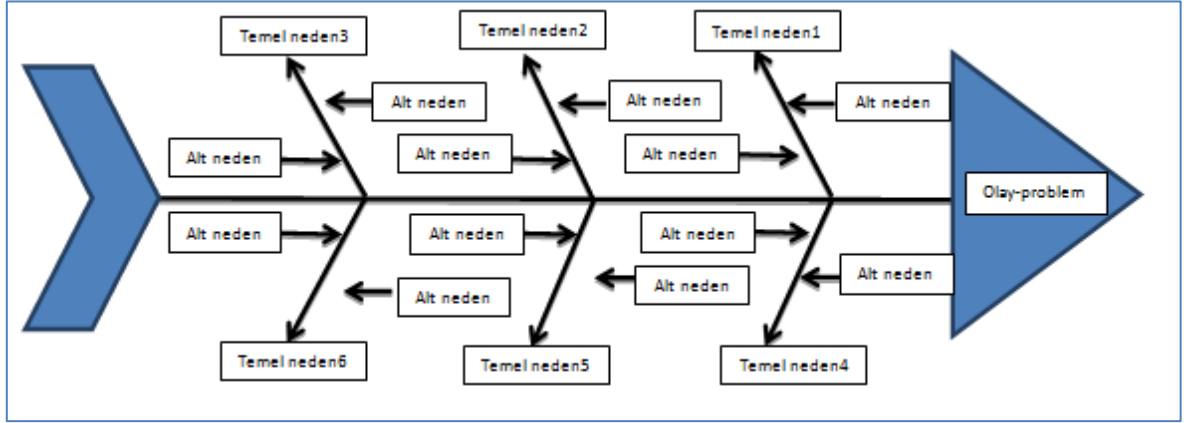 Temel neden3
Temel neden2
Temel neden1
Alt neden
Alt neden
Alt neden
Alt neden
Alt neden
Alt neden
Olay-problem
Alt neden
Alt neden
Alt neden
Alt neden
Alt neden
Alt neden
Temel neden6
Temel neden5
Temel neden4